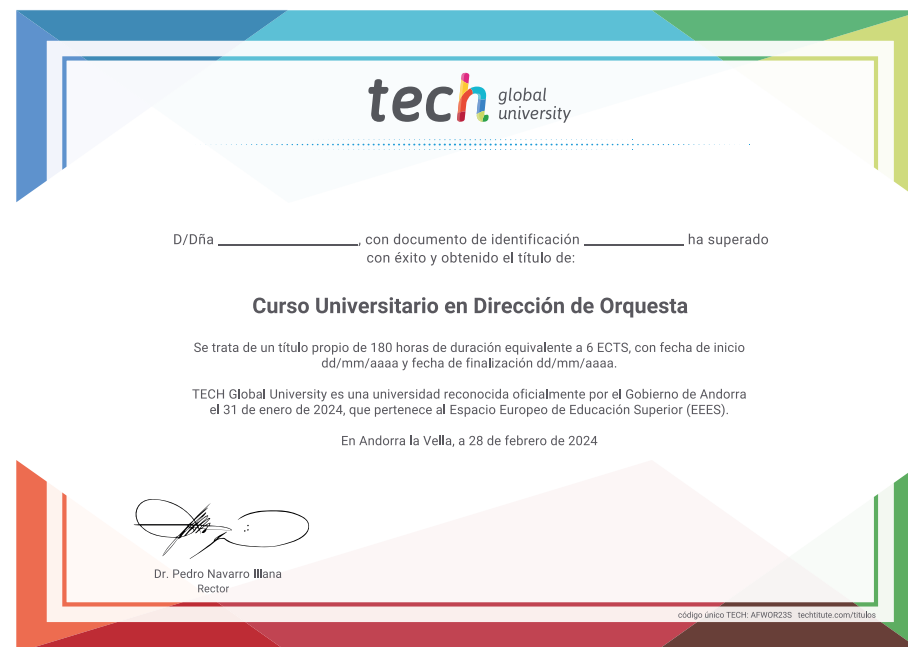 tech global university
D/Dña ____________________, con documento de identificación ______________ ha superado
con éxito y obtenido el título de:
Curso Universitario en Dirección de Orquesta
Se trata de un título propio de 180 horas de duración equivalente a 6 ECTS, con fecha de inicio
dd/mm/aaaa y fecha de finalización dd/mm/aaaa.
TECH Global University es una universidad reconocida oficialmente por el Gobierno de Andorra
el 31 de enero de 2024, que pertenece al Espacio Europeo de Educación Superior (EEES).
En Andorra la Vella, a 28 de febrero de 2024
Dr. Pedro Navarro Illana
Rector
código único TECH: AFWOR23S techtitute.com/titulos